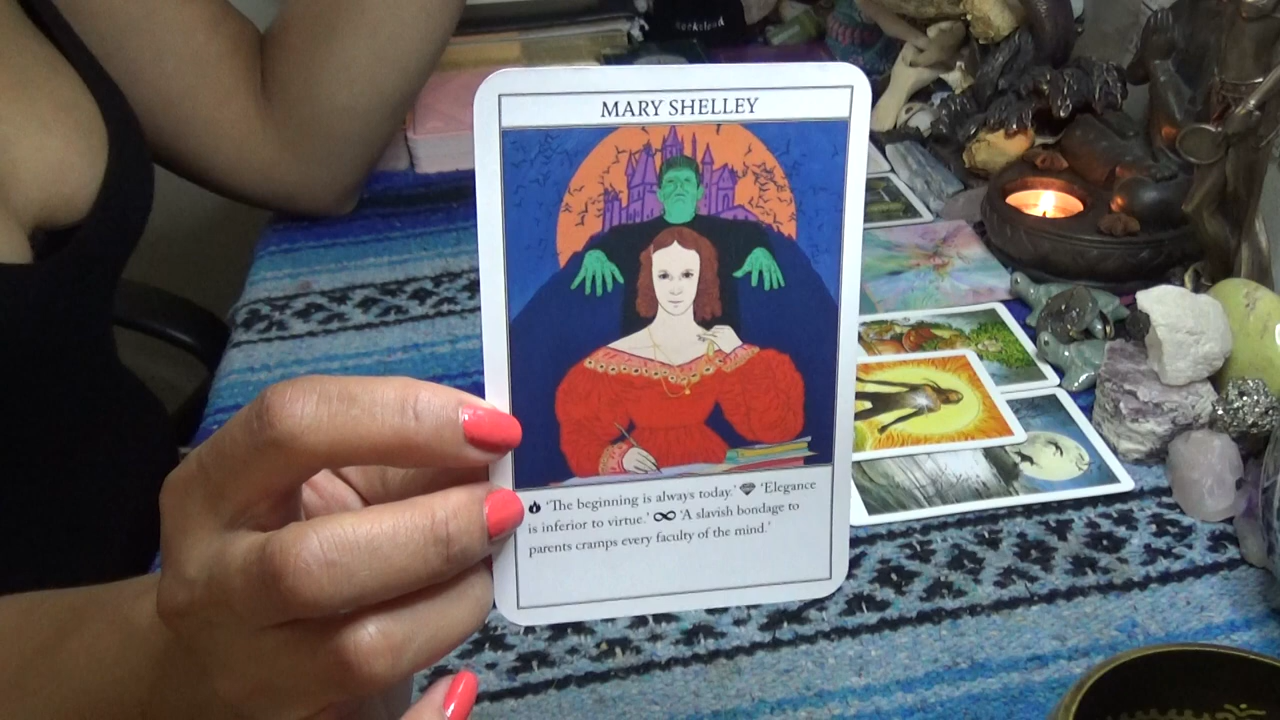 MARY SHELLEY
'The beginning is always today.' 'Elegance
is inferior to virtue.' 'A slavish bondage to
parents cramps every faculty of the mind.'